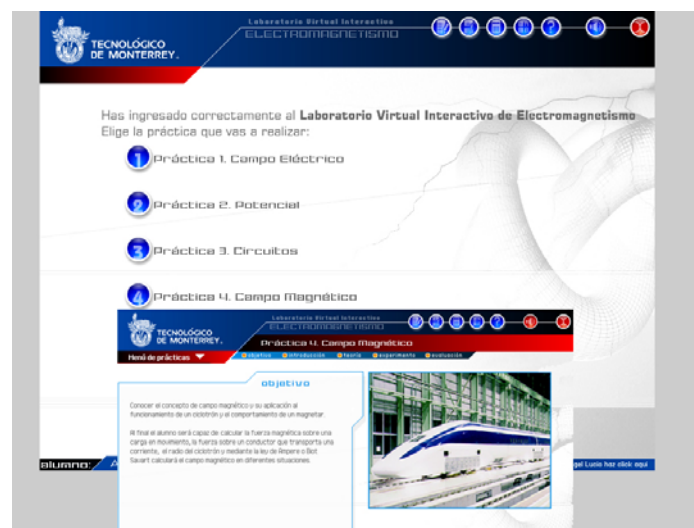 Laboratorio Virtual Interactivo
ELECTROMAGNETISMO
TECNOLÓGICO
DE MONTERREY.
Has ingresado correctamente al Laboratorio Virtual Interactivo de Electromagnetismo
Elige la práctica que vas a realizar:
1 Práctica 1. Campo Eléctrico
2 Práctica 2. Potencial
3 Práctica 3. Circuitos
4 Práctica 4. Campo Magnético
Laboratorio Virtual Interactivo
ELECTROMAGNETISMO
TECNOLÓGICO
DE MONTERREY.
Práctica 4. Campo Magnético
Menú de prácticas
objetivo introducción teoría experimento evaluación
objetivo
Conocer el concepto de campo magnético y su aplicación al
funcionamiento de un ciclotrón y el comportamiento de un magnetar.
Al final el alumno será capaz de calcular la fuerza magnética sobre una
carga en movimiento, la fuerza sobre un conductor que transporta una
corriente, el radio del ciclotrón y mediante la ley de Ampere o Biot
Savart calculará el campo magnético en diferentes situaciones.
alumno: A
gel Lucio haz click aquí